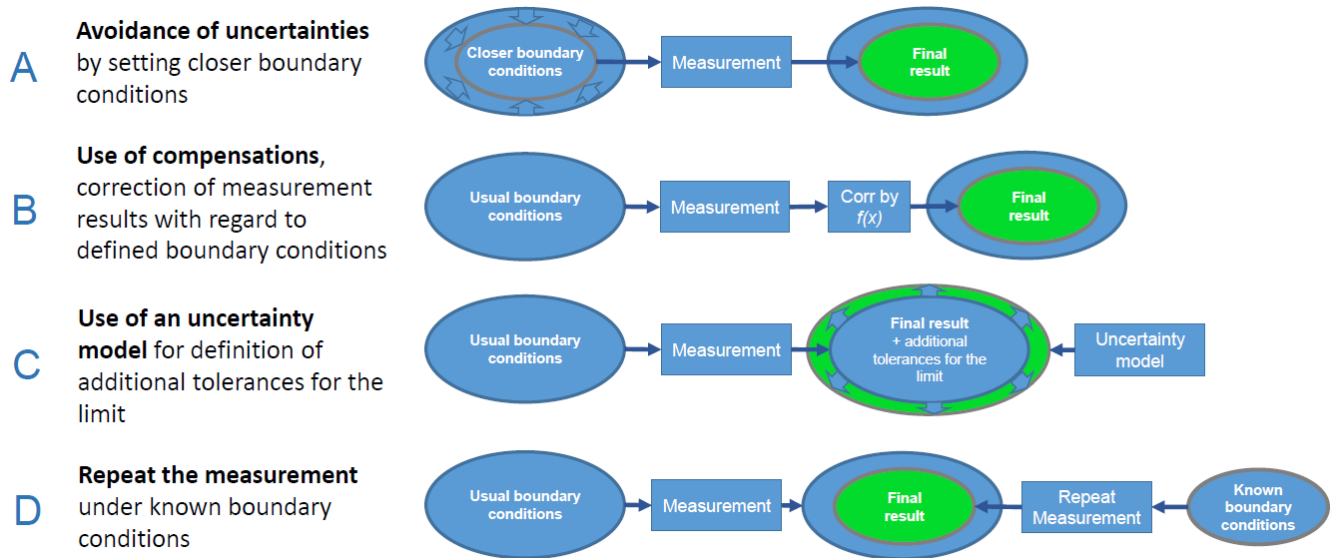 A
Avoidance of uncertainties
by setting closer boundary
conditions
Closer boundary
conditions
Measurement
Final
result
B
Use of compensations,
correction of measurement
results with regard to
defined boundary conditions
Usual boundary
conditions
Measurement
Corr by
f(x)
Final
result
C
Use of an uncertainty
model for definition of
additional tolerances for the
limit
Usual boundary
conditions
Measurement
Final result
+ additional
tolerances for the
limit
Uncertainty
model
D
Repeat the measurement
under known boundary
conditions
Usual boundary
conditions
Measurement
Final
result
Repeat
Measurement
Known
boundary
conditions